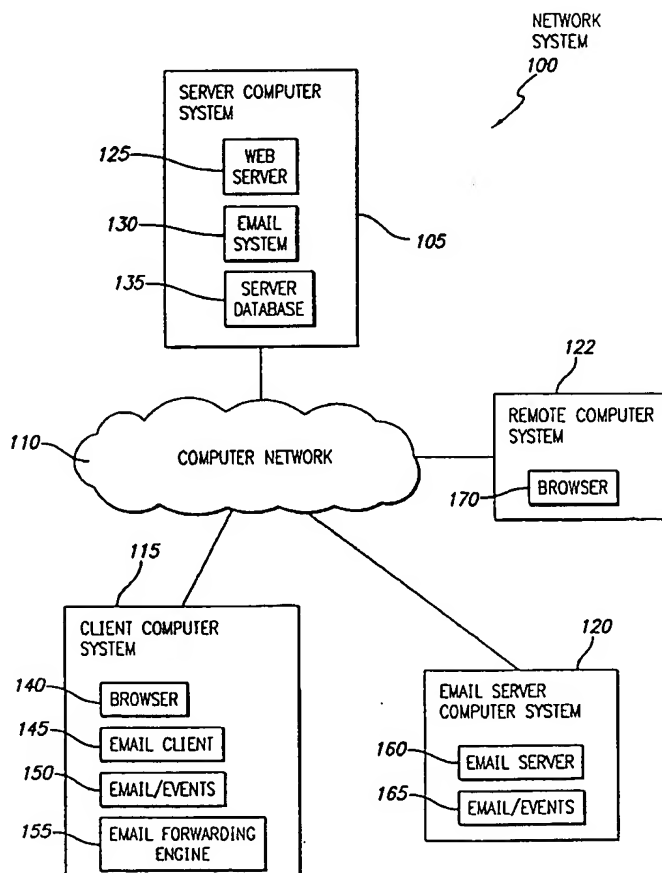 NETWORK
SYSTEM
100
SERVER COMPUTER
SYSTEM
125
WEB
SERVER
130
EMAIL
SYSTEM
105
135
SERVER
DATABASE
122
REMOTE COMPUTER
SYSTEM
110
COMPUTER NETWORK
170
BROWSER
115
CLIENT COMPUTER
SYSTEM
120
140
BROWSER
EMAIL SERVER
COMPUTER SYSTEM
145
EMAIL CLIENT
160
EMAIL SERVER
150
EMAIL/EVENTS
165
EMAIL/EVENTS
155
EMAIL FORWARDING
ENGINE